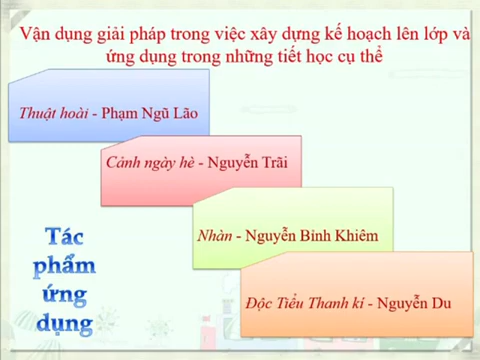 Vận dụng giải pháp trong việc xây dựng kế hoạch lên lớp và
ứng dụng trong những tiết học cụ thể
Thuật hoài - Phạm Ngũ Lão
Cảnh ngày hè - Nguyễn Trãi
Nhàn - Nguyễn Bỉnh Khiêm
Độc Tiểu Thanh kí - Nguyễn Du
Tác
phẩm
ứng
dụng